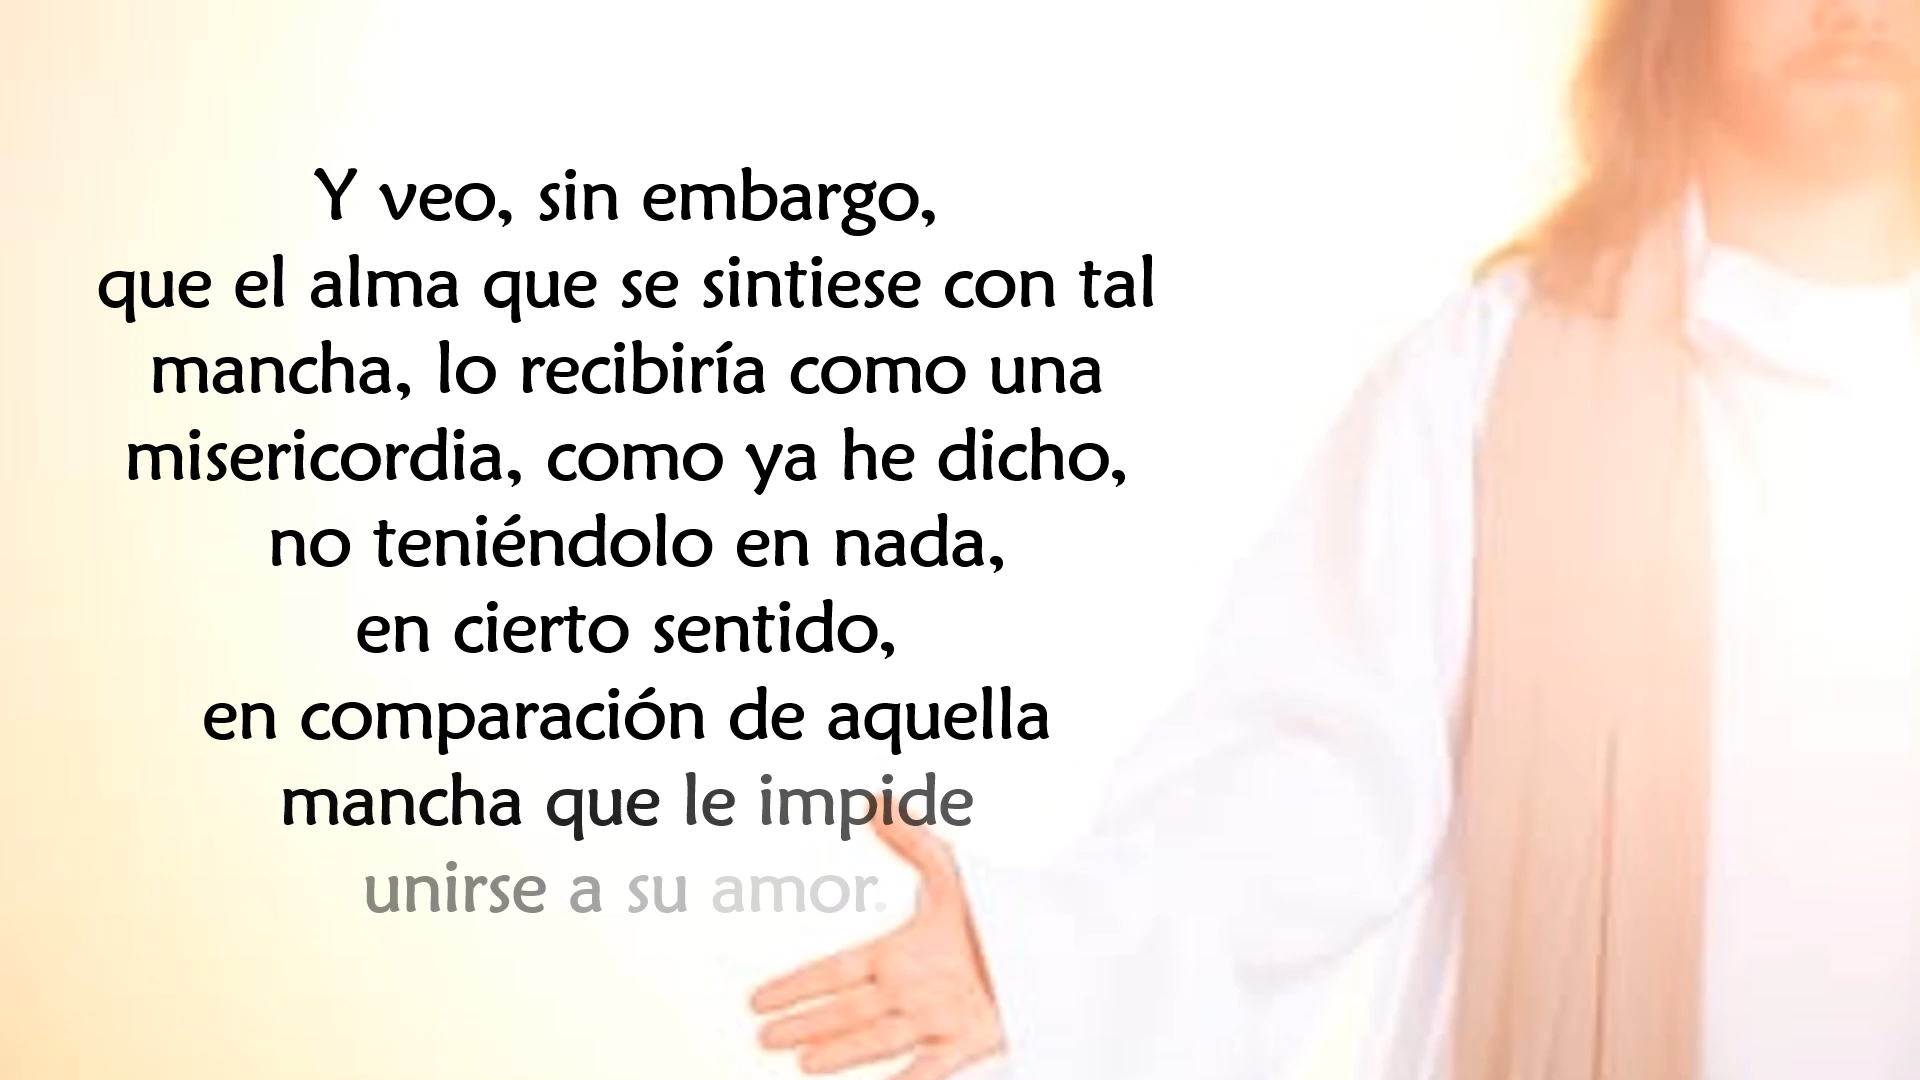 Y veo, sin embargo,
que el alma que se sintiese con tal
mancha, lo recibiría como una
misericordia, como ya he dicho,
no teniéndolo en nada,
en cierto sentido,
en comparación de aquella
mancha que le impide
unirse a su amor.